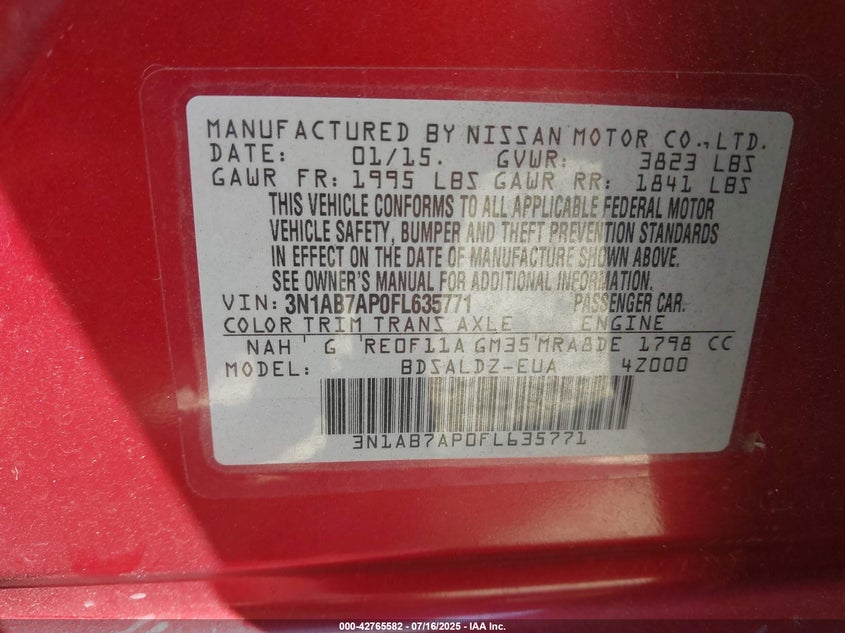 MANUFACTURED BY NISSAN MOTOR CO.,LTD.
DATE: 01/15. GVWR: 3823 LBS
GAWR FR: 1995 LBS GAWR RR: 1841 LBS
THIS VEHICLE CONFORMS TO ALL APPLICABLE FEDERAL MOTOR
VEHICLE SAFETY, BUMPER AND THEFT PREVENTION STANDARDS
IN EFFECT ON THE DATE OF MANUFACTURE SHOWN ABOVE.
SEE OWNER'S MANUAL FOR ADDITIONAL INFORMATION.
VIN: 3N1AB7AP0FL635771 PASSENGER CAR.
COLOR TRIM TRANS AXLE ENGINE
NAH G RE0F11A GM35 MRA8DE 1798 CC
MODEL: BDSALDZ-EUA 4Z000
3N1AB7AP0FL635771
000-42765582 / 07/16/2025 - IAA Inc.